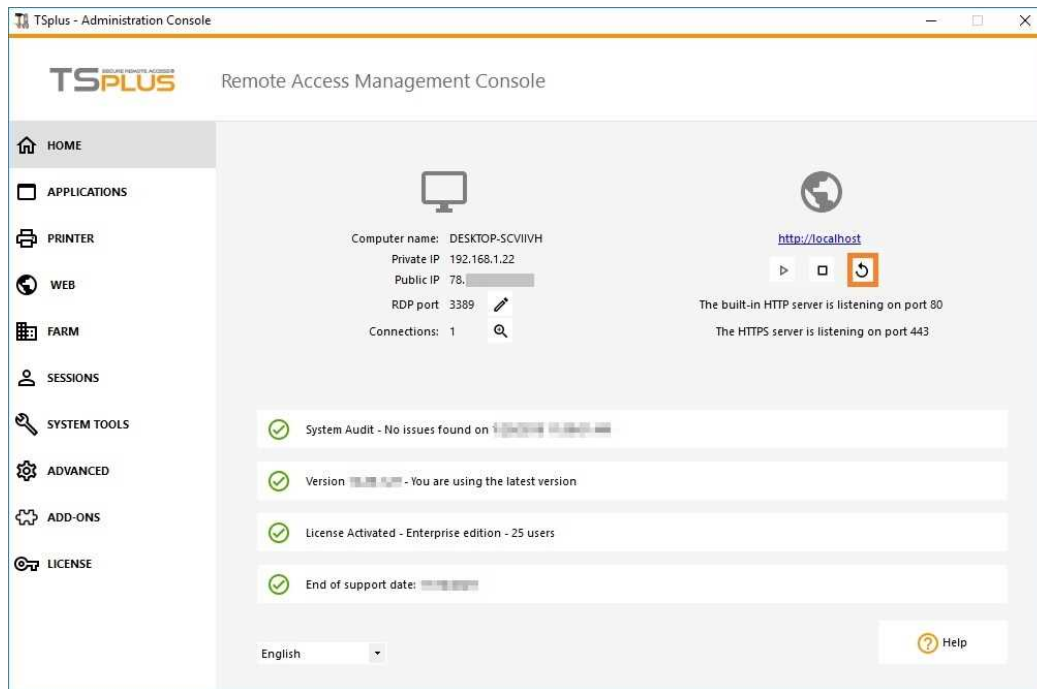 TSplus - Administration Console
SECURE REMOTE ACCESS
TSPLUS
Remote Access Management Console
HOME
APPLICATIONS
PRINTER
WEB
FARM
SESSIONS
SYSTEM TOOLS
ADVANCED
ADD-ONS
LICENSE
Computer name: DESKTOP-SCVIIVH
Private IP 192.168.1.22
Public IP 78.
RDP port 3389
Connections: 1
http://localhost
The built-in HTTP server is listening on port 80
The HTTPS server is listening on port 443
System Audit - No issues found on
Version - You are using the latest version
License Activated - Enterprise edition - 25 users
End of support date:
English
Help